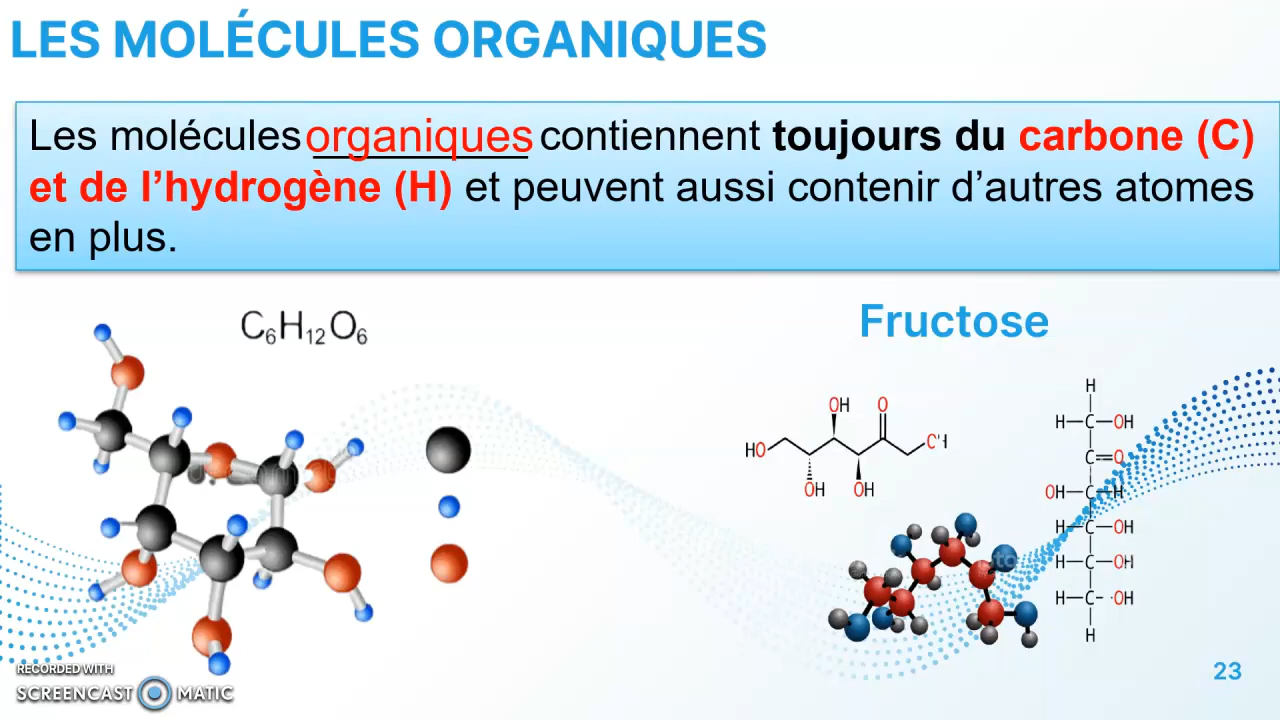 LES MOLÉCULES ORGANIQUES
Les molécules organiques contiennent toujours du carbone (C)
et de l’hydrogène (H) et peuvent aussi contenir d’autres atomes
en plus.
C₆H₁₂O₆
Fructose
OH O
HO
OH OH
H
H C OH
C O
OH C H
H C OH
H C OH
H C OH
H
RECORDED WITH
SCREENCAST MATIC
23